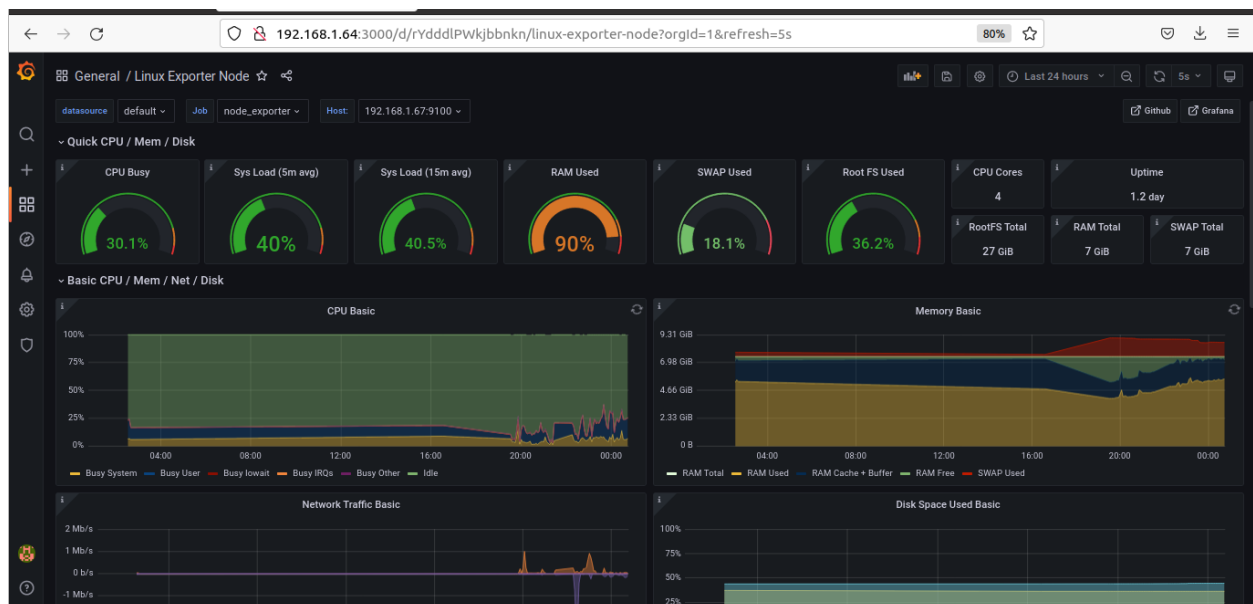 192.168.1.64:3000/d/rYdddlPWkjbbnkn/linux-exporter-node?orgId=1&refresh=5s 80%
General / Linux Exporter Node Last 24 hours 5s
datasource default Job node_exporter Host: 192.168.1.67:9100 Github Grafana
Quick CPU / Mem / Disk
CPU Busy Sys Load (5m avg) Sys Load (15m avg) RAM Used SWAP Used Root FS Used CPU Cores Uptime
4 1.2 day
RootFS Total RAM Total SWAP Total
30.1% 40% 40.5% 90% 18.1% 36.2% 27 GiB 7 GiB 7 GiB
Basic CPU / Mem / Net / Disk
CPU Basic
100%
75%
50%
25%
0%
04:00 08:00 12:00 16:00 20:00 00:00
Busy System Busy User Busy Iowait Busy IRQs Busy Other Idle
Memory Basic
9.31 GiB
6.98 GiB
4.66 GiB
2.33 GiB
0 B
04:00 08:00 12:00 16:00 20:00 00:00
RAM Total RAM Used RAM Cache + Buffer RAM Free SWAP Used
Network Traffic Basic
2 Mb/s
1 Mb/s
0 b/s
-1 Mb/s
Disk Space Used Basic
100%
75%
50%
25%